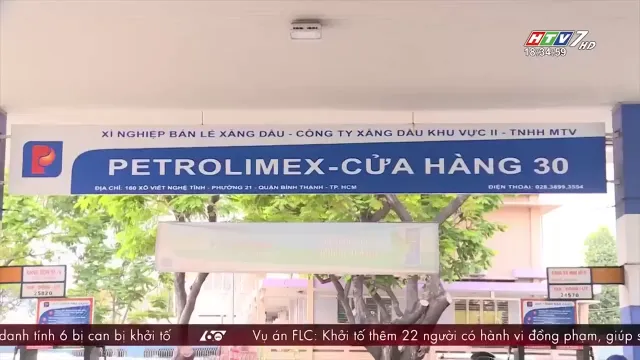 HTV7 HD
18:34:59
XÍ NGHIỆP BÁN LẺ XĂNG DẦU - CÔNG TY XĂNG DẦU KHU VỰC II - TNHH MTV
PETROLIMEX-CỬA HÀNG 30
ĐỊA CHỈ: 160 XÔ VIẾT NGHỆ TĨNH - PHƯỜNG 21 - QUẬN BÌNH THẠNH - TP. HCM
ĐIỆN THOẠI: 028.3899.3554
danh tính 6 bị can bị khởi tố
Vụ án FLC: Khởi tố thêm 22 người có hành vi đồng phạm, giúp